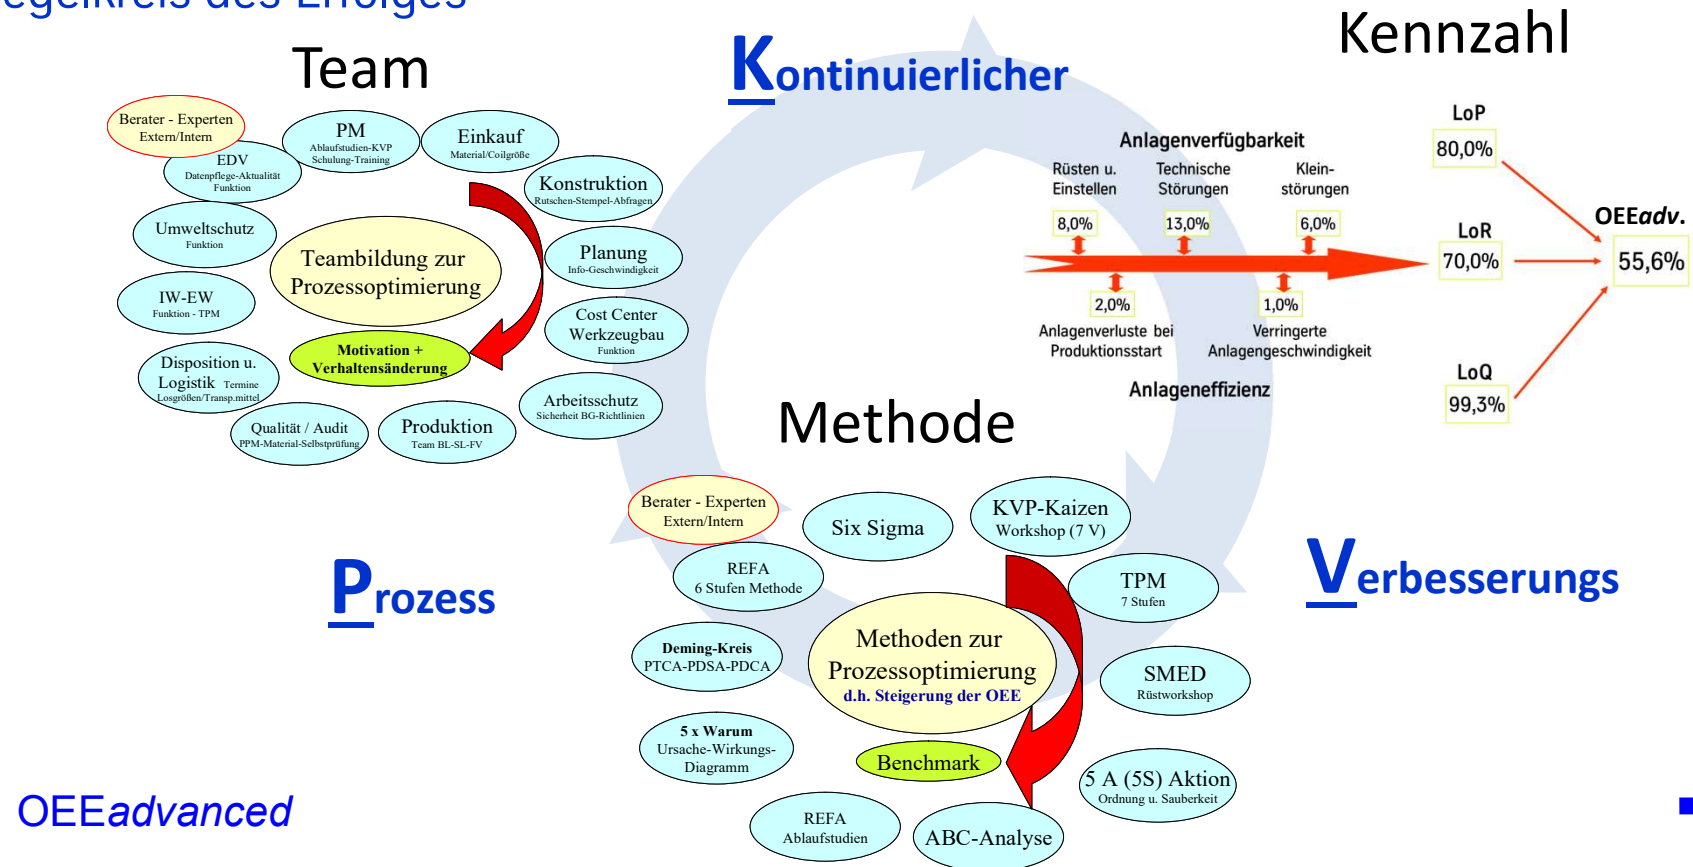 egelkreis des Erfolges
Team
Kontinuierlicher
Kennzahl
Berater - Experten
Extern/Intern
PM
Ablaufstudien-KVP
Schulung-Training
Einkauf
Material/Coilgröße
EDV
Datenpflege-Aktualität
Funktion
Konstruktion
Rutschen-Stempel-Abfragen
Umweltschutz
Funktion
Teambildung zur
Prozessoptimierung
Planung
Info-Geschwindigkeit
IW-EW
Funktion - TPM
Cost Center
Werkzeugbau
Funktion
Motivation +
Verhaltensänderung
Disposition u.
Logistik Termine
Losgrößen/Transp.mittel
Arbeitsschutz
Sicherheit BG-Richtlinien
Qualität / Audit
PPM-Material-Selbstprüfung
Produktion
Team BL-SL-FV
Anlagenverfügbarkeit
Rüsten u.
Einstellen
Technische
Störungen
Klein-
störungen
8,0%
13,0%
6,0%
2,0%
1,0%
Anlagenverluste bei
Produktionsstart
Verringerte
Anlagengeschwindigkeit
Anlageneffizienz
LoP
80,0%
LoR
70,0%
LoQ
99,3%
OEEadv.
55,6%
Methode
Berater - Experten
Extern/Intern
Six Sigma
KVP-Kaizen
Workshop (7 V)
REFA
6 Stufen Methode
TPM
7 Stufen
Deming-Kreis
PTCA-PDSA-PDCA
Methoden zur
Prozessoptimierung
d.h. Steigerung der OEE
SMED
Rüstworkshop
5 x Warum
Ursache-Wirkungs-
Diagramm
Benchmark
5 A (5S) Aktion
Ordnung u. Sauberkeit
REFA
Ablaufstudien
ABC-Analyse
Prozess
Verbesserungs
OEEadvanced